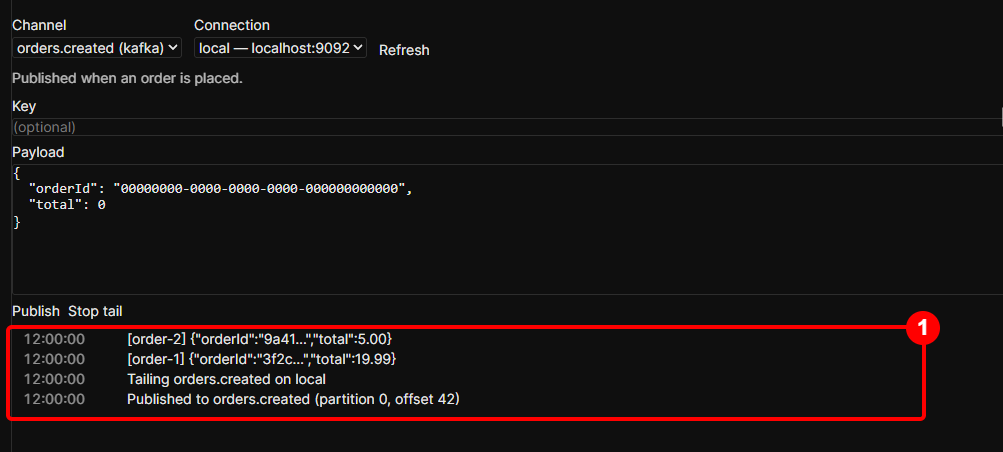 Channel Connection
orders.created (kafka) local — localhost:9092 Refresh
Published when an order is placed.
Key
(optional)
Payload
{
"orderId": "00000000-0000-0000-0000-000000000000",
"total": 0
}
Publish Stop tail
1
12:00:00 [order-2] {"orderId":"9a41...","total":5.00}
12:00:00 [order-1] {"orderId":"3f2c...","total":19.99}
12:00:00 Tailing orders.created on local
12:00:00 Published to orders.created (partition 0, offset 42)